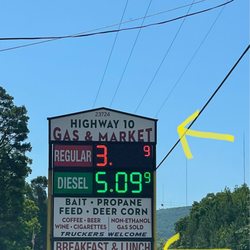 23724
HIGHWAY 10
GAS & MARKET
REGULAR 3. 9
DIESEL 5.09 9
BAIT • PROPANE
FEED • DEER CORN
COFFEE • BEER NON-ETHANOL
WINE • CIGARETTES GAS SOLD
TRUCKERS WELCOME
BREAKFAST & LUNCH